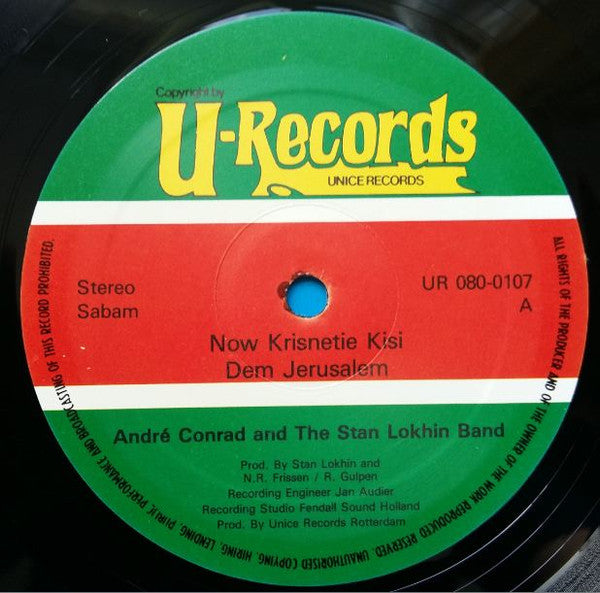 Copyright by
U-Records
UNICE RECORDS
Stereo
Sabam
UR 080-0107
A
Now Krisnetie Kisi
Dem Jerusalem
André Conrad and The Stan Lokhin Band
Prod. By Stan Lokhin and
N.R. Frissen / R. Gulpen
Recording Engineer Jan Audier
Recording Studio Fendall Sound Holland
Prod. By Unice Records Rotterdam
ALL RIGHTS OF THE PRODUCER AND OF THE OWNER OF THE WORK REPRODUCED RESERVED. UNAUTHORISED COPYING, HIRING, LENDING, PUBLIC PERFORMANCE AND BROADCASTING OF THIS RECORD PROHIBITED.